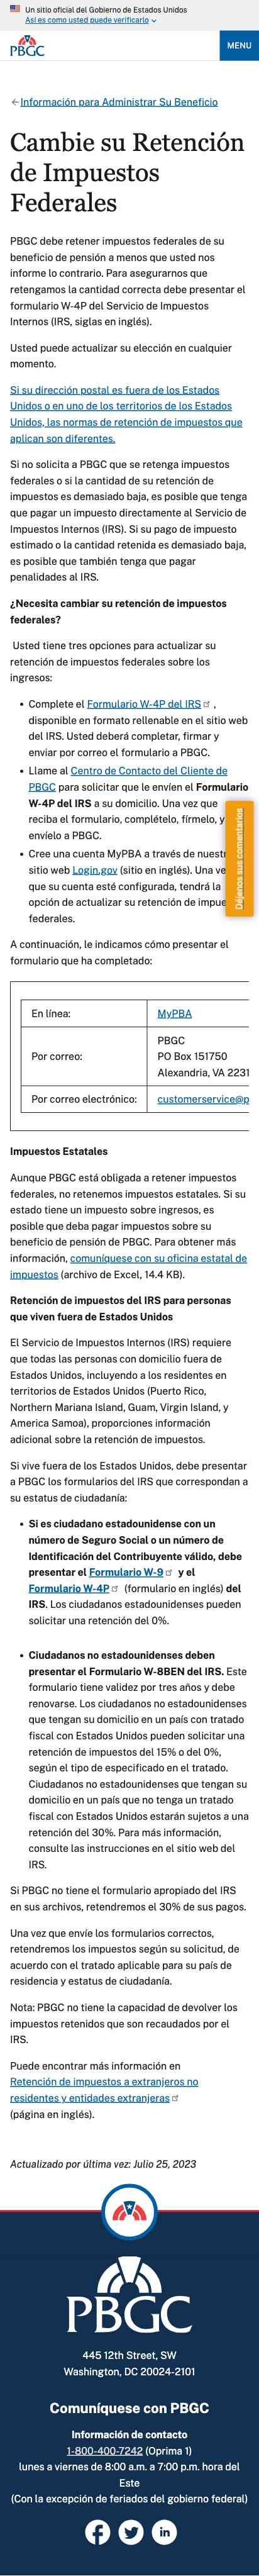 Un sitio oficial del Gobierno de Estados Unidos
Así es como usted puede verificarlo
PBGC
MENU
Información para Administrar Su Beneficio
Cambie su Retención
de Impuestos
Federales
PBGC debe retener impuestos federales de su
beneficio de pensión a menos que usted nos
informe lo contrario. Para asegurarnos que
retengamos la cantidad correcta debe presentar el
formulario W-4P del Servicio de Impuestos
Internos (IRS, siglas en inglés).
Usted puede actualizar su elección en cualquier
momento.
Si su dirección postal es fuera de los Estados
Unidos o en uno de los territorios de los Estados
Unidos, las normas de retención de impuestos que
aplican son diferentes.
Si no solicita a PBGC que se retenga impuestos
federales o si la cantidad de su retención de
impuestos es demasiado baja, es posible que tenga
que pagar un impuesto directamente al Servicio de
Impuestos Internos (IRS). Si su pago de impuesto
estimado o la cantidad retenida es demasiado baja,
es posible que también tenga que pagar
penalidades al IRS.
¿Necesita cambiar su retención de impuestos
federales?
Usted tiene tres opciones para actualizar su
retención de impuestos federales sobre los
ingresos:
• Complete el Formulario W-4P del IRS ,
disponible en formato rellenable en el sitio web
del IRS. Usted deberá completar, firmar y
enviar por correo el formulario a PBGC.
• Llame al Centro de Contacto del Cliente de
PBGC para solicitar que le envíen el Formulario
W-4P del IRS a su domicilio. Una vez que
reciba el formulario, complételo, fírmelo, y
envíelo a PBGC.
• Cree una cuenta MyPBA a través de nuestr
sitio web Login.gov (sitio en inglés). Una ve
que su cuenta esté configurada, tendrá la
opción de actualizar su retención de impue
federales.
Déjenos sus comentarios
A continuación, le indicamos cómo presentar el
formulario que ha completado:
En línea: MyPBA
Por correo: PBGC
PO Box 151750
Alexandria, VA 2231
Por correo electrónico: customerservice@p
Impuestos Estatales
Aunque PBGC está obligada a retener impuestos
federales, no retenemos impuestos estatales. Si su
estado tiene un impuesto sobre ingresos, es
posible que deba pagar impuestos sobre su
beneficio de pensión de PBGC. Para obtener más
información, comuníquese con su oficina estatal de
impuestos (archivo de Excel, 14.4 KB).
Retención de impuestos del IRS para personas
que viven fuera de Estados Unidos
El Servicio de Impuestos Internos (IRS) requiere
que todas las personas con domicilio fuera de
Estados Unidos, incluyendo a los residentes en
territorios de Estados Unidos (Puerto Rico,
Northern Mariana Island, Guam, Virgin Island, y
America Samoa), proporciones información
adicional sobre la retención de impuestos.
Si vive fuera de los Estados Unidos, debe presentar
a PBGC los formularios del IRS que correspondan a
su estatus de ciudadanía:
• Si es ciudadano estadounidense con un
número de Seguro Social o un número de
Identificación del Contribuyente válido, debe
presentar el Formulario W-9 y el
Formulario W-4P (formulario en inglés) del
IRS. Los ciudadanos estadounidenses pueden
solicitar una retención del 0%.
• Ciudadanos no estadounidenses deben
presentar el Formulario W-8BEN del IRS. Este
formulario tiene validez por tres años y debe
renovarse. Los ciudadanos no estadounidenses
que tengan su domicilio en un país con tratado
fiscal con Estados Unidos pueden solicitar una
retención de impuestos del 15% o del 0%,
según el tipo de especificado en el tratado.
Ciudadanos no estadounidenses que tengan su
domicilio en un país que no tenga un tratado
fiscal con Estados Unidos estarán sujetos a una
retención del 30%. Para más información,
consulte las instrucciones en el sitio web del
IRS.
Si PBGC no tiene el formulario apropiado del IRS
en sus archivos, retendremos el 30% de sus pagos.
Una vez que envíe los formularios correctos,
retendremos los impuestos según su solicitud, de
acuerdo con el tratado aplicable para su país de
residencia y estatus de ciudadanía.
Nota: PBGC no tiene la capacidad de devolver los
impuestos retenidos que son recaudados por el
IRS.
Puede encontrar más información en
Retención de impuestos a extranjeros no
residentes y entidades extranjeras
(página en inglés).
Actualizado por última vez: Julio 25, 2023
PBGC
445 12th Street, SW
Washington, DC 20024-2101
Comuníquese con PBGC
Información de contacto
1-800-400-7242 (Oprima 1)
lunes a viernes de 8:00 a.m. a 7:00 p.m. hora del
Este
(Con la excepción de feriados del gobierno federal)
in